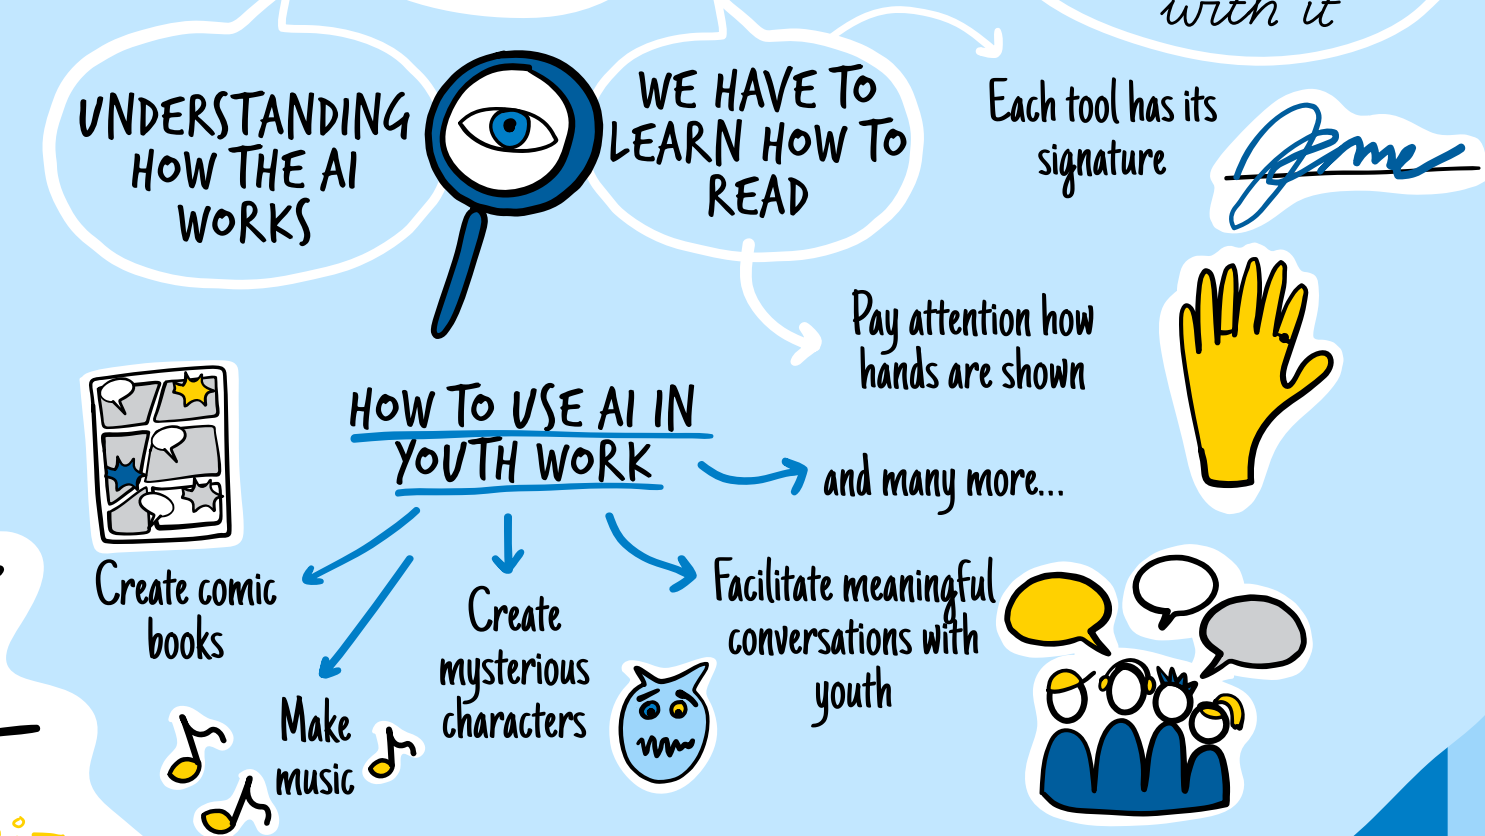 with it
UNDERSTANDING
HOW THE AI
WORKS
WE HAVE TO
LEARN HOW TO
READ
Each tool has its
signature
Pay attention how
hands are shown
HOW TO USE AI IN
YOUTH WORK
and many more...
Create comic
books
Make
music
Create
mysterious
characters
Facilitate meaningful
conversations with
youth